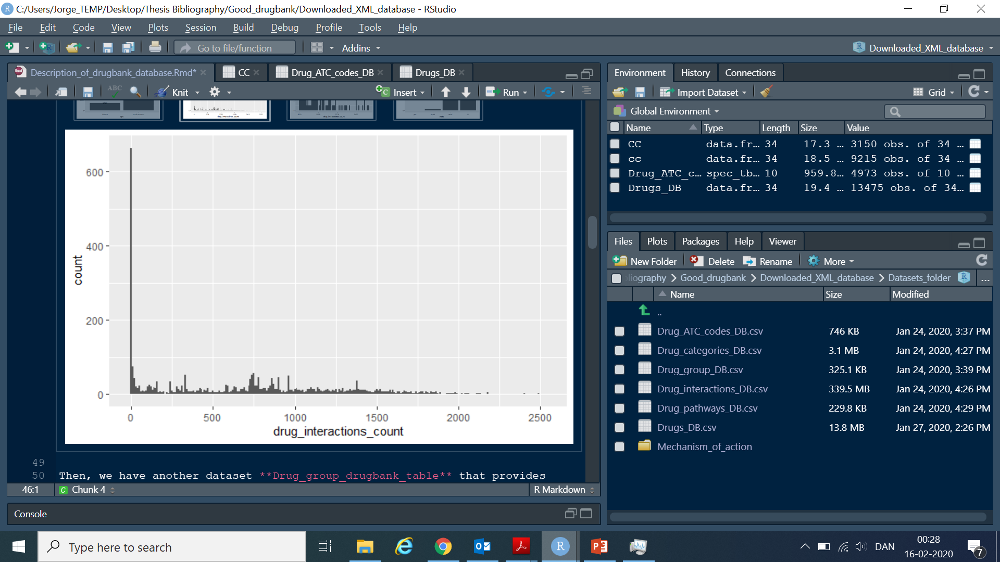 C:/Users/Jorge_TEMP/Desktop/Thesis Bibliography/Good_drugbank/Downloaded_XML_database - RStudio
File Edit Code View Plots Session Build Debug Profile Tools Help
Go to file/function Addins Downloaded_XML_database
Description_of_drugbank_database.Rmd* CC Drug_ATC_codes_DB Drugs_DB
ABC Knit Insert Run
600
400
200
0
count
0 500 1000 1500 2000 2500
drug_interactions_count
49
50 Then, we have another dataset **Drug_group_drugbank_table** that provides
46:1 Chunk 4 R Markdown
Console
Environment History Connections
Import Dataset Grid
Global Environment
Name Type Length Size Value
CC data.fr… 34 17.3 … 3150 obs. of 34 …
cc data.fr… 34 18.5 … 9215 obs. of 34 …
Drug_ATC_c… spec_tb… 10 959.8… 4973 obs. of 10 …
Drugs_DB data.fr… 34 19.4 … 13475 obs. of 34…
Files Plots Packages Help Viewer
New Folder Delete Rename More
liography Good_drugbank Downloaded_XML_database Datasets_folder ...
Name Size Modified
..
Drug_ATC_codes_DB.csv 746 KB Jan 24, 2020, 3:37 PM
Drug_categories_DB.csv 3.1 MB Jan 24, 2020, 4:27 PM
Drug_group_DB.csv 325.1 KB Jan 24, 2020, 3:39 PM
Drug_interactions_DB.csv 339.5 MB Jan 24, 2020, 4:26 PM
Drug_pathways_DB.csv 229.8 KB Jan 24, 2020, 4:29 PM
Drugs_DB.csv 13.8 MB Jan 27, 2020, 2:26 PM
Mechanism_of_action
Type here to search
DAN
00:28
16-02-2020
7